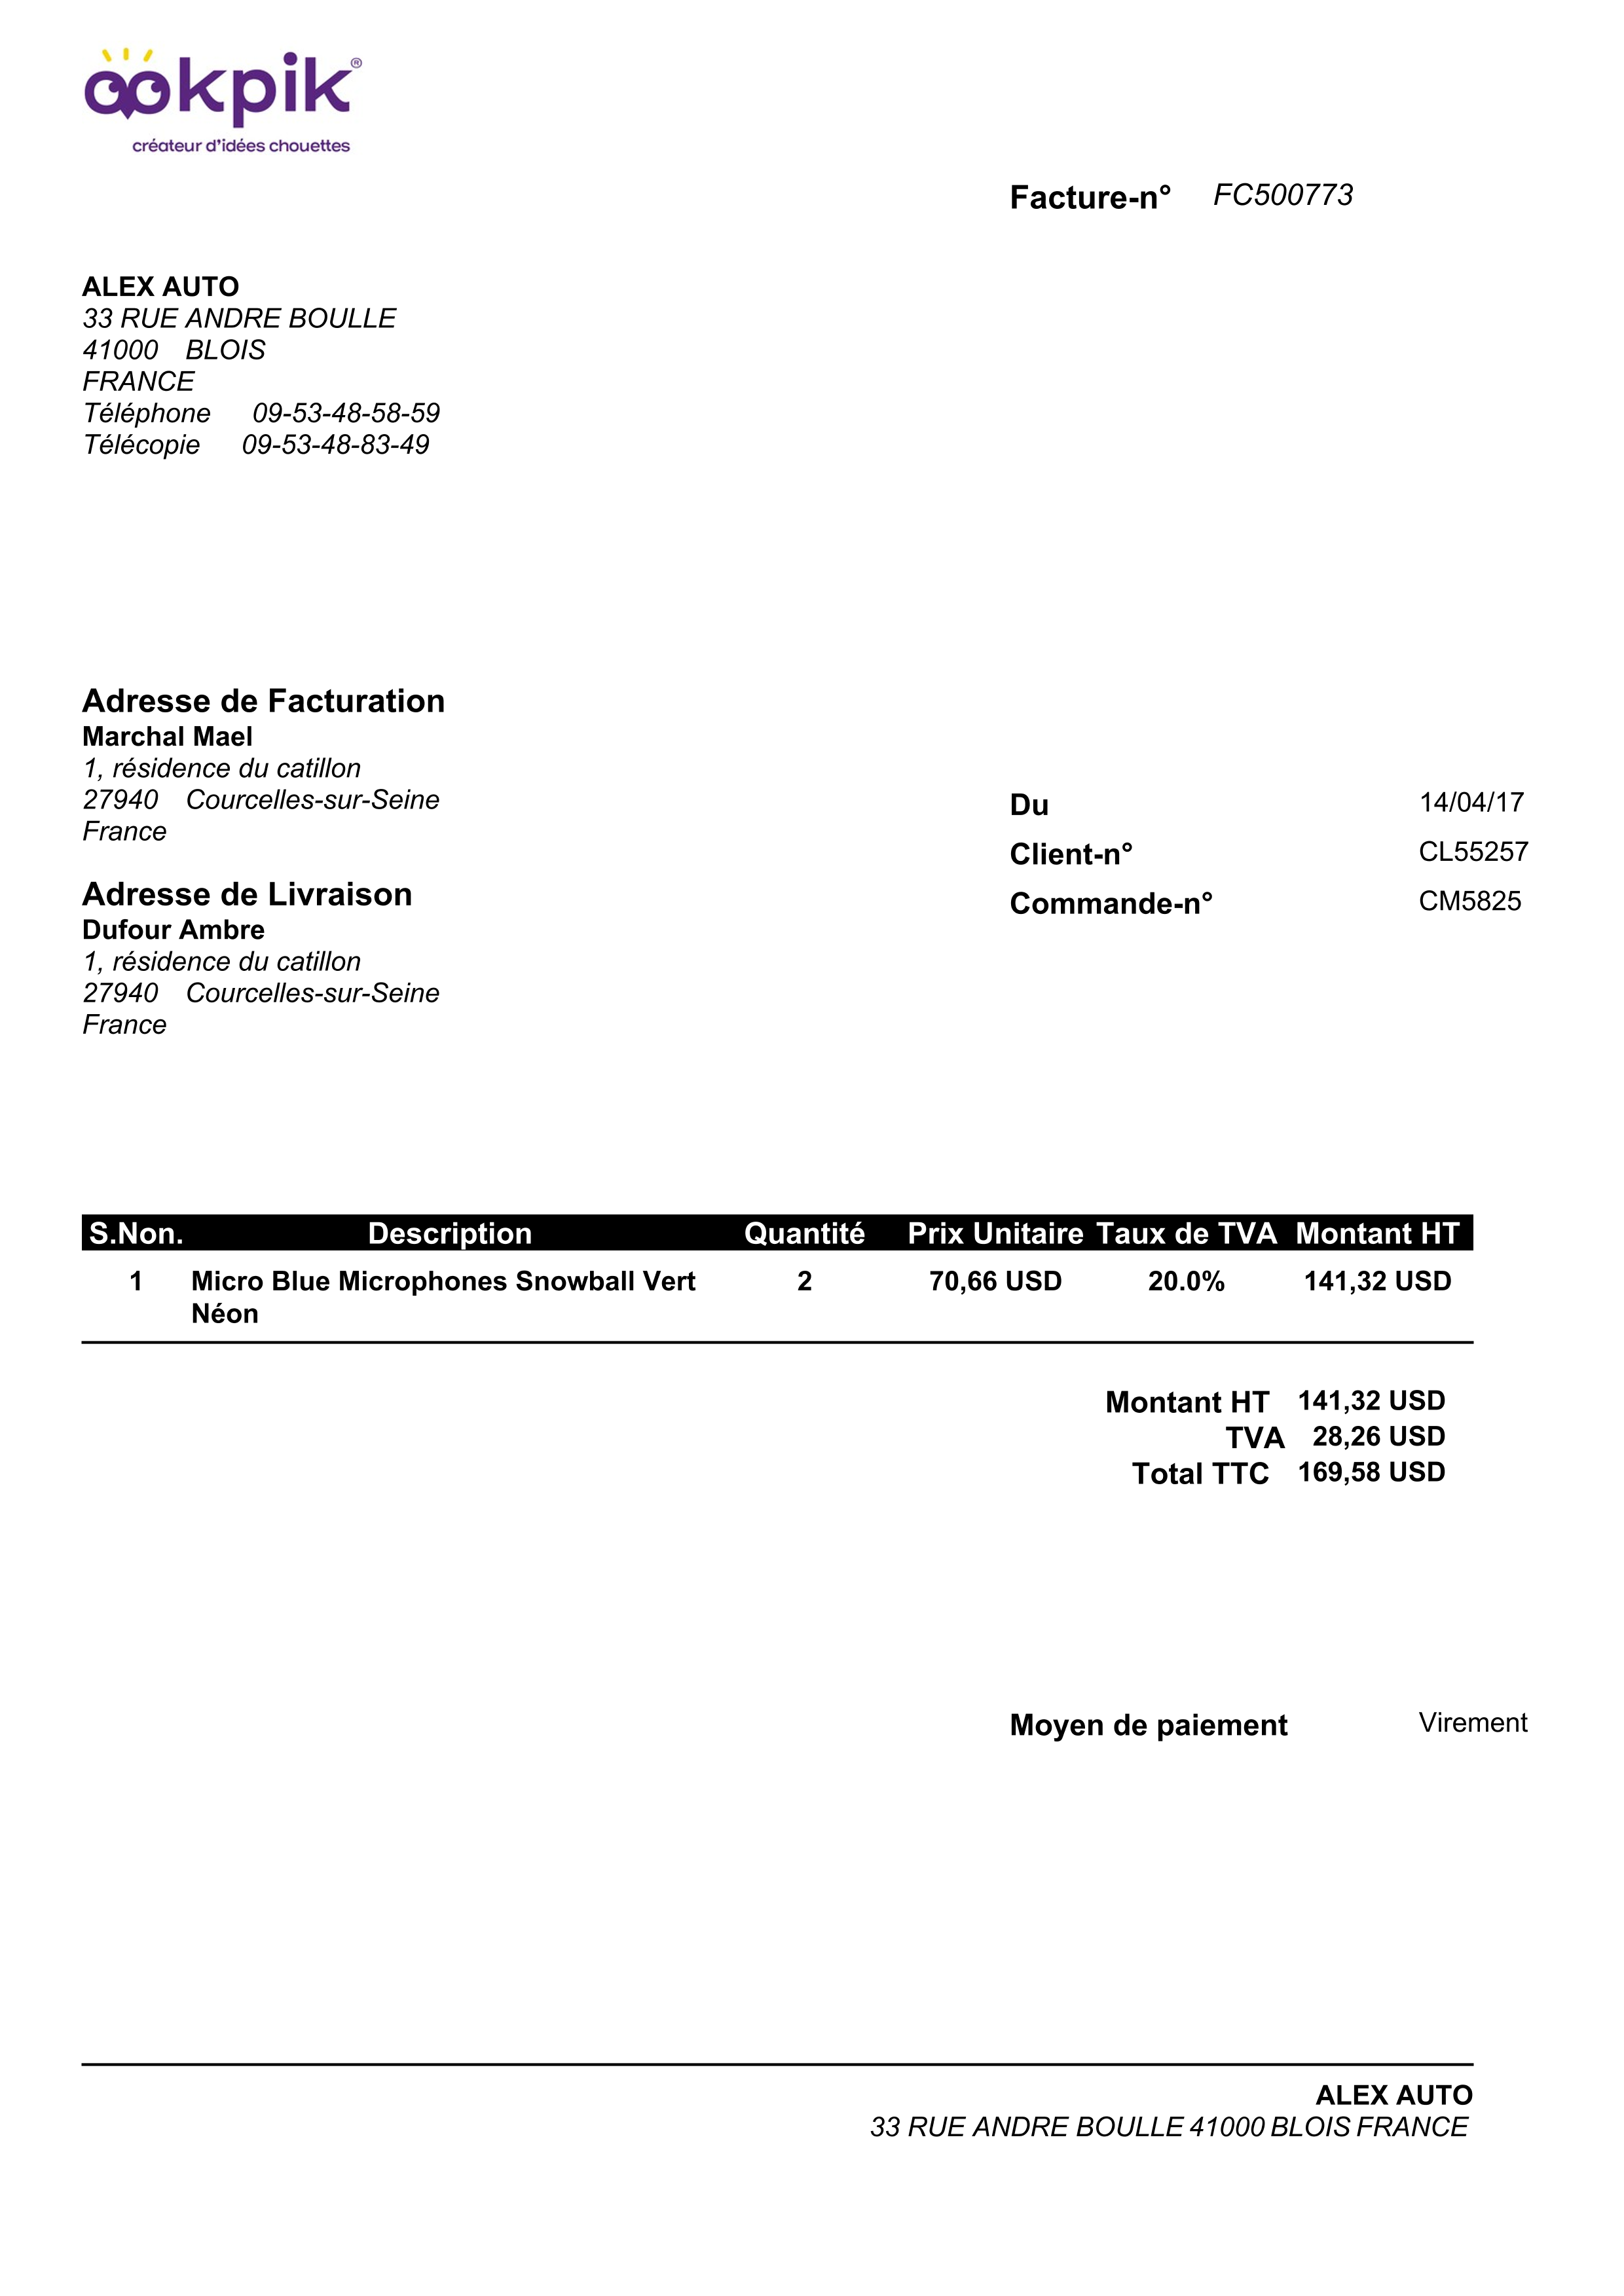 ookpik®
créateur d'idées chouettes
Facture-n° FC500773
ALEX AUTO
33 RUE ANDRE BOULLE
41000 BLOIS
FRANCE
Téléphone 09-53-48-58-59
Télécopie 09-53-48-83-49
Adresse de Facturation
Marchal Mael
1, résidence du catillon
27940 Courcelles-sur-Seine
France
Du 14/04/17
Client-n° CL55257
Commande-n° CM5825
Adresse de Livraison
Dufour Ambre
1, résidence du catillon
27940 Courcelles-sur-Seine
France
S.Non. Description Quantité Prix Unitaire Taux de TVA Montant HT
1 Micro Blue Microphones Snowball Vert 2 70,66 USD 20.0% 141,32 USD
Néon
Montant HT 141,32 USD
TVA 28,26 USD
Total TTC 169,58 USD
Moyen de paiement Virement
ALEX AUTO
33 RUE ANDRE BOULLE 41000 BLOIS FRANCE